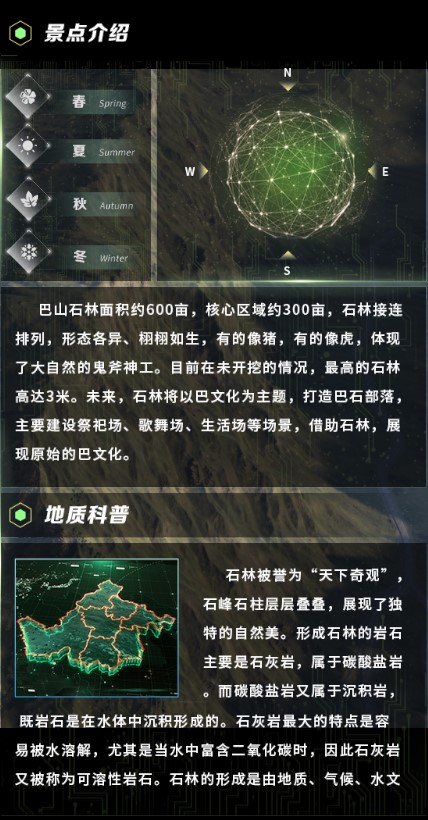 景点介绍
N
春 Spring
夏 Summer
W
E
秋 Autumn
冬 Winter
S
巴山石林面积约600亩，核心区域约300亩，石林接连
排列，形态各异、栩栩如生，有的像猪，有的像虎，体现
了大自然的鬼斧神工。目前在未开挖的情况，最高的石林
高达3米。未来，石林将以巴文化为主题，打造巴石部落，
主要建设祭祀场、歌舞场、生活场等场景，借助石林，展
现原始的巴文化。
地质科普
石林被誉为“天下奇观”，
石峰石柱层层叠叠，展现了独
特的自然美。形成石林的岩石
主要是石灰岩，属于碳酸盐岩
。而碳酸盐岩又属于沉积岩，
既岩石是在水体中沉积形成的。石灰岩最大的特点是容
易被水溶解，尤其是当水中富含二氧化碳时，因此石灰岩
又被称为可溶性岩石。石林的形成是由地质、气候、水文